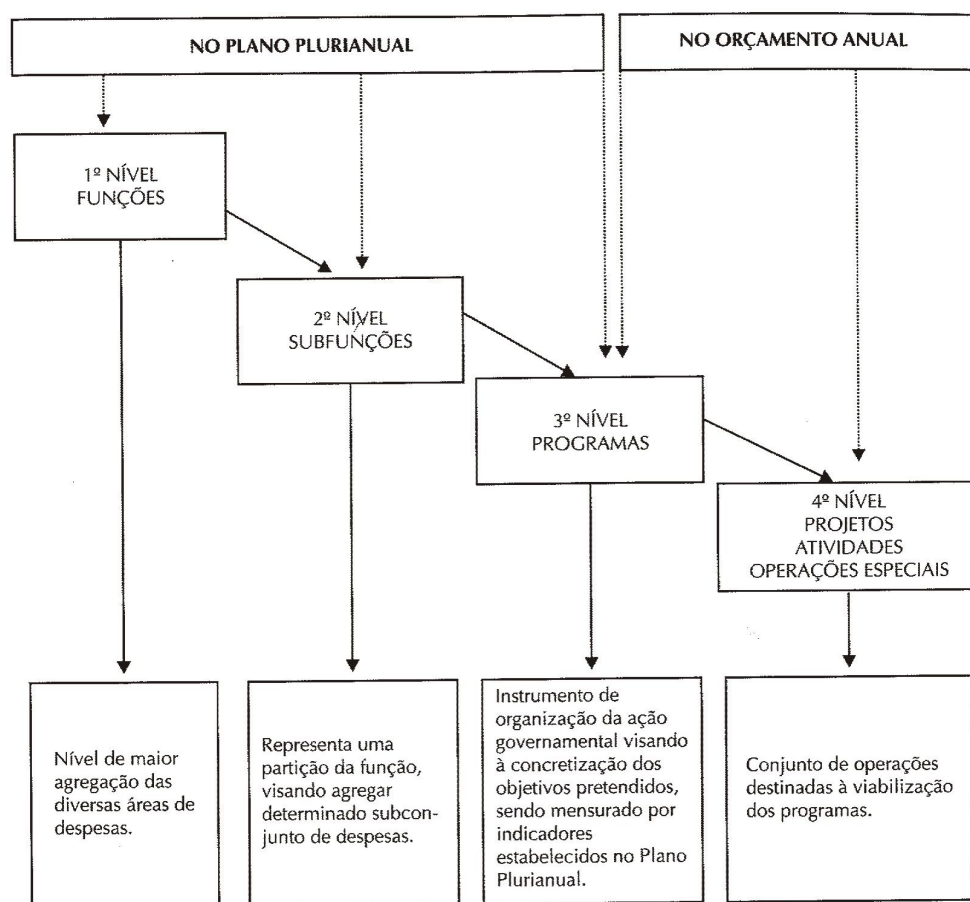 NO PLANO PLURIANUAL
NO ORÇAMENTO ANUAL
1º NÍVEL
FUNÇÕES
2º NÍVEL
SUBFUNÇÕES
3º NÍVEL
PROGRAMAS
4º NÍVEL
PROJETOS
ATIVIDADES
OPERAÇÕES ESPECIAIS
Nível de maior
agregação das
diversas áreas de
despesas.
Representa uma
partição da função,
visando agregar
determinado subcon-
junto de despesas.
Instrumento de
organização da ação
governamental visando
à concretização dos
objetivos pretendidos,
sendo mensurado por
indicadores
estabelecidos no Plano
Plurianual.
Conjunto de operações
destinadas à viabilização
dos programas.